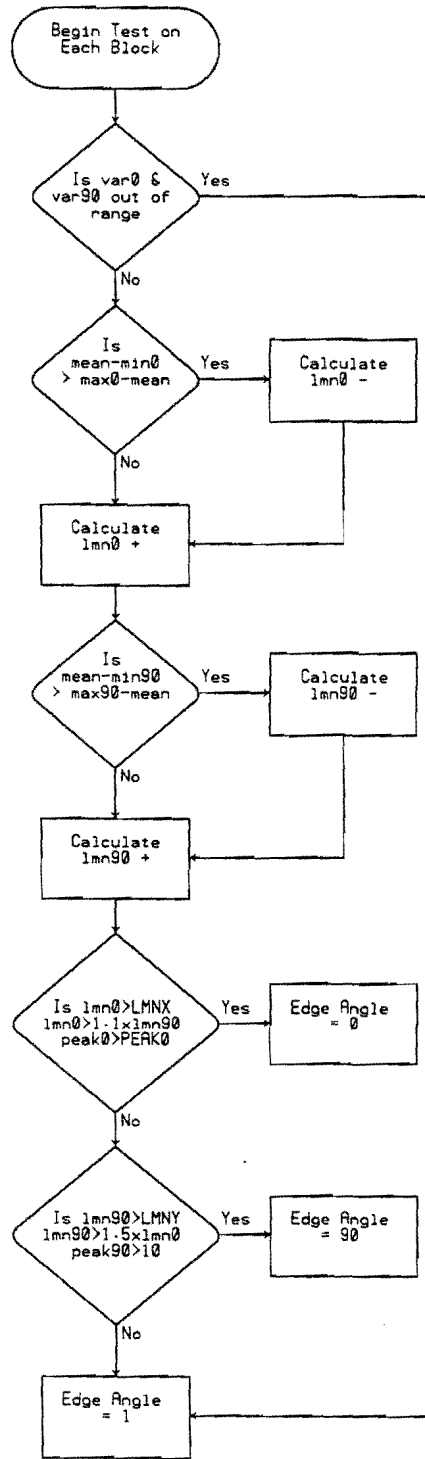 Begin Test on
Each Block
Is var0 &
var90 out of
range
Yes
No
Is
mean-min0
> max0-mean
Yes
Calculate
lmn0 -
No
Calculate
lmn0 +
Is
mean-min90
> max90-mean
Yes
Calculate
lmn90 -
No
Calculate
lmn90 +
Is lmn0>LMNX
lmn0>1.1xlmn90
peak0>PEAK0
Yes
Edge Angle
= 0
No
Is lmn90>LMNY
lmn90>1.5xlmn0
peak90>10
Yes
Edge Angle
= 90
No
Edge Angle
= 1